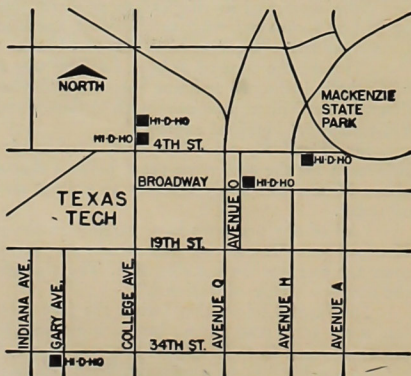 NORTH
MACKENZIE
STATE
PARK
HI-D-HO
HI-D-HO
4TH ST.
HI-D-HO
BROADWAY
HI-D-HO
TEXAS
TECH
AVENUE O
19TH ST.
INDIANA AVE.
GARY AVE.
COLLEGE AVE.
AVENUE Q
AVENUE H
AVENUE A
34TH ST.
HI-D-HO